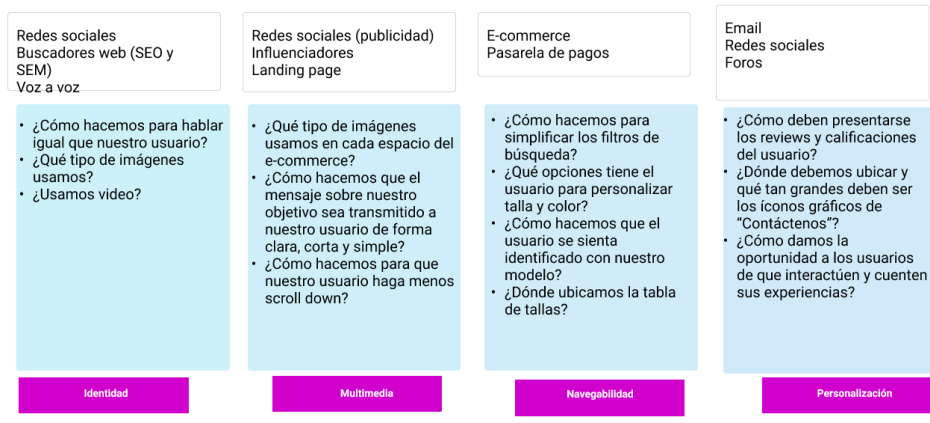 Redes sociales
Buscadores web (SEO y
SEM)
Voz a voz
Redes sociales (publicidad)
Influenciadores
Landing page
E-commerce
Pasarela de pagos
Email
Redes sociales
Foros
• ¿Cómo hacemos para hablar
igual que nuestro usuario?
• ¿Qué tipo de imágenes
usamos?
• ¿Usamos video?
• ¿Qué tipo de imágenes
usamos en cada espacio del
e-commerce?
• ¿Cómo hacemos que el
mensaje sobre nuestro
objetivo sea transmitido a
nuestro usuario de forma
clara, corta y simple?
• ¿Cómo hacemos para que
nuestro usuario haga menos
scroll down?
• ¿Cómo hacemos para
simplificar los filtros de
búsqueda?
• ¿Qué opciones tiene el
usuario para personalizar
talla y color?
• ¿Cómo hacemos que el
usuario se sienta
identificado con nuestro
modelo?
• ¿Dónde ubicamos la tabla
de tallas?
• ¿Cómo deben presentarse
los reviews y calificaciones
del usuario?
• ¿Dónde debemos ubicar y
qué tan grandes deben ser
los íconos gráficos de
“Contáctenos”?
• ¿Cómo damos la
oportunidad a los usuarios
de que interactúen y cuenten
sus experiencias?
Identidad
Multimedia
Navegabilidad
Personalización